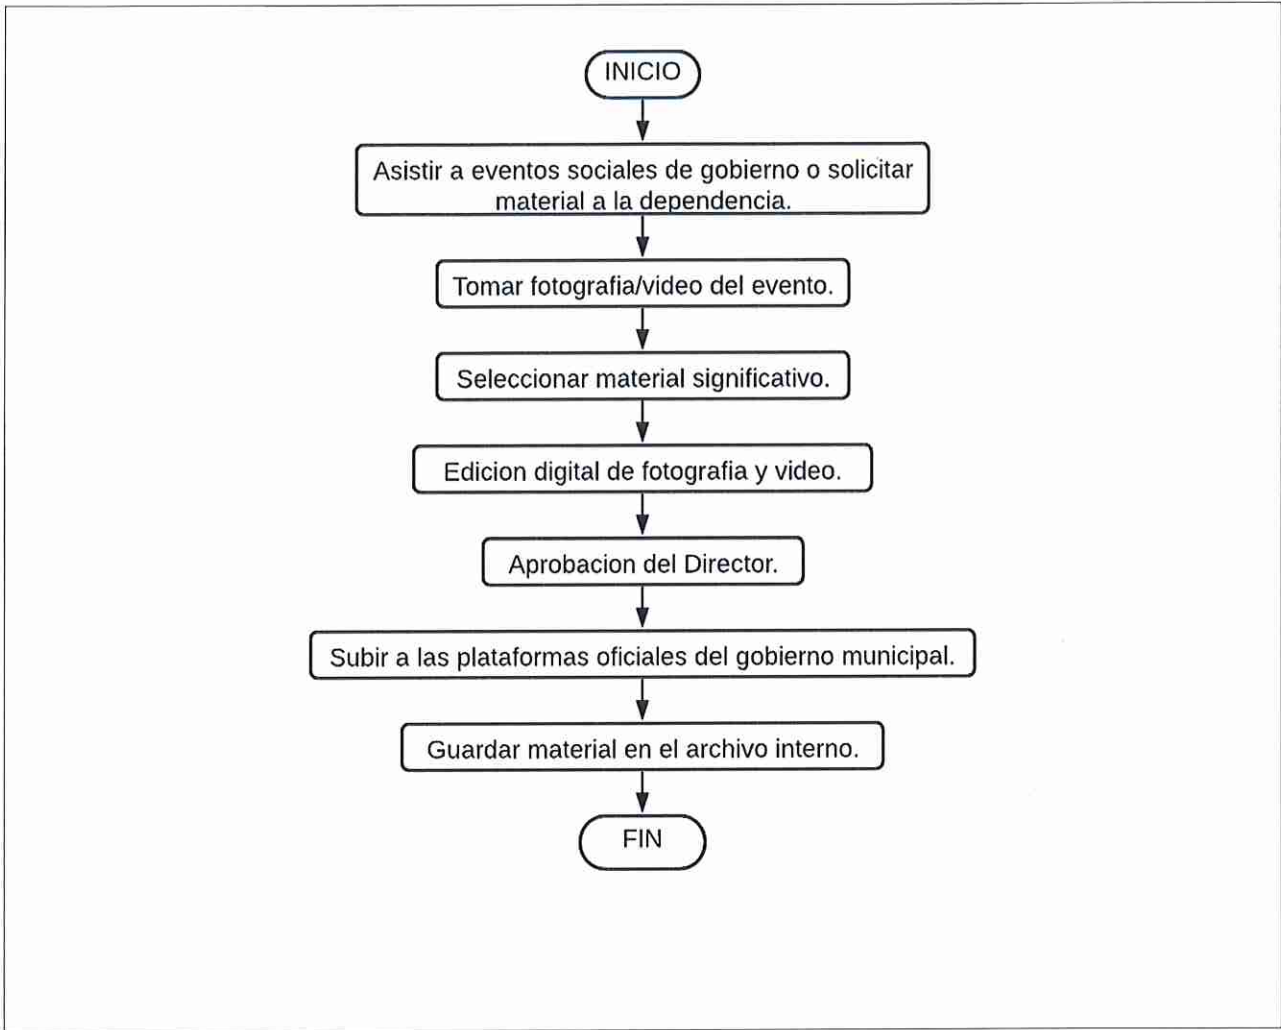 INICIO
Asistir a eventos sociales de gobierno o solicitar
material a la dependencia.
Tomar fotografia/video del evento.
Seleccionar material significativo.
Edicion digital de fotografia y video.
Aprobacion del Director.
Subir a las plataformas oficiales del gobierno municipal.
Guardar material en el archivo interno.
FIN